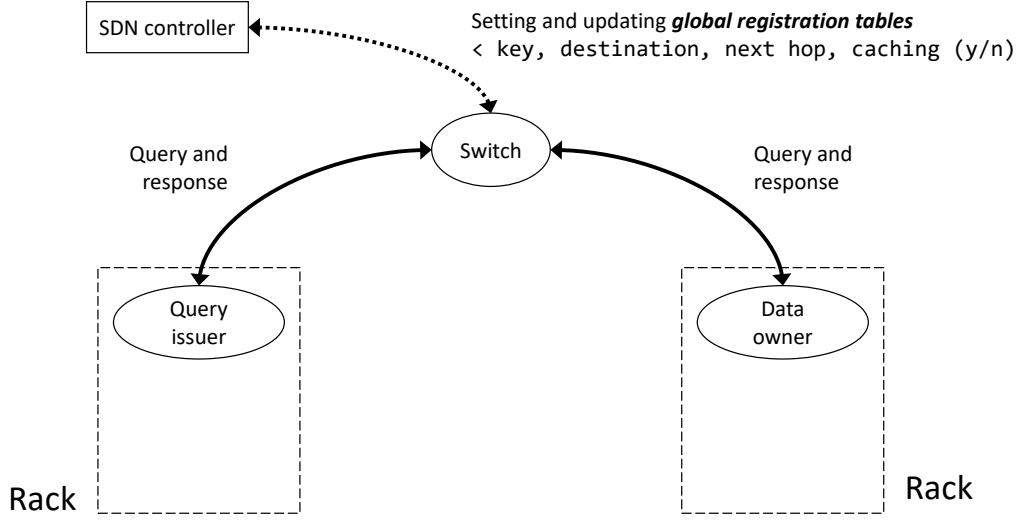 SDN controller
Setting and updating global registration tables
< key, destination, next hop, caching (y/n)
Switch
Query and
response
Query and
response
Query
issuer
Data
owner
Rack
Rack